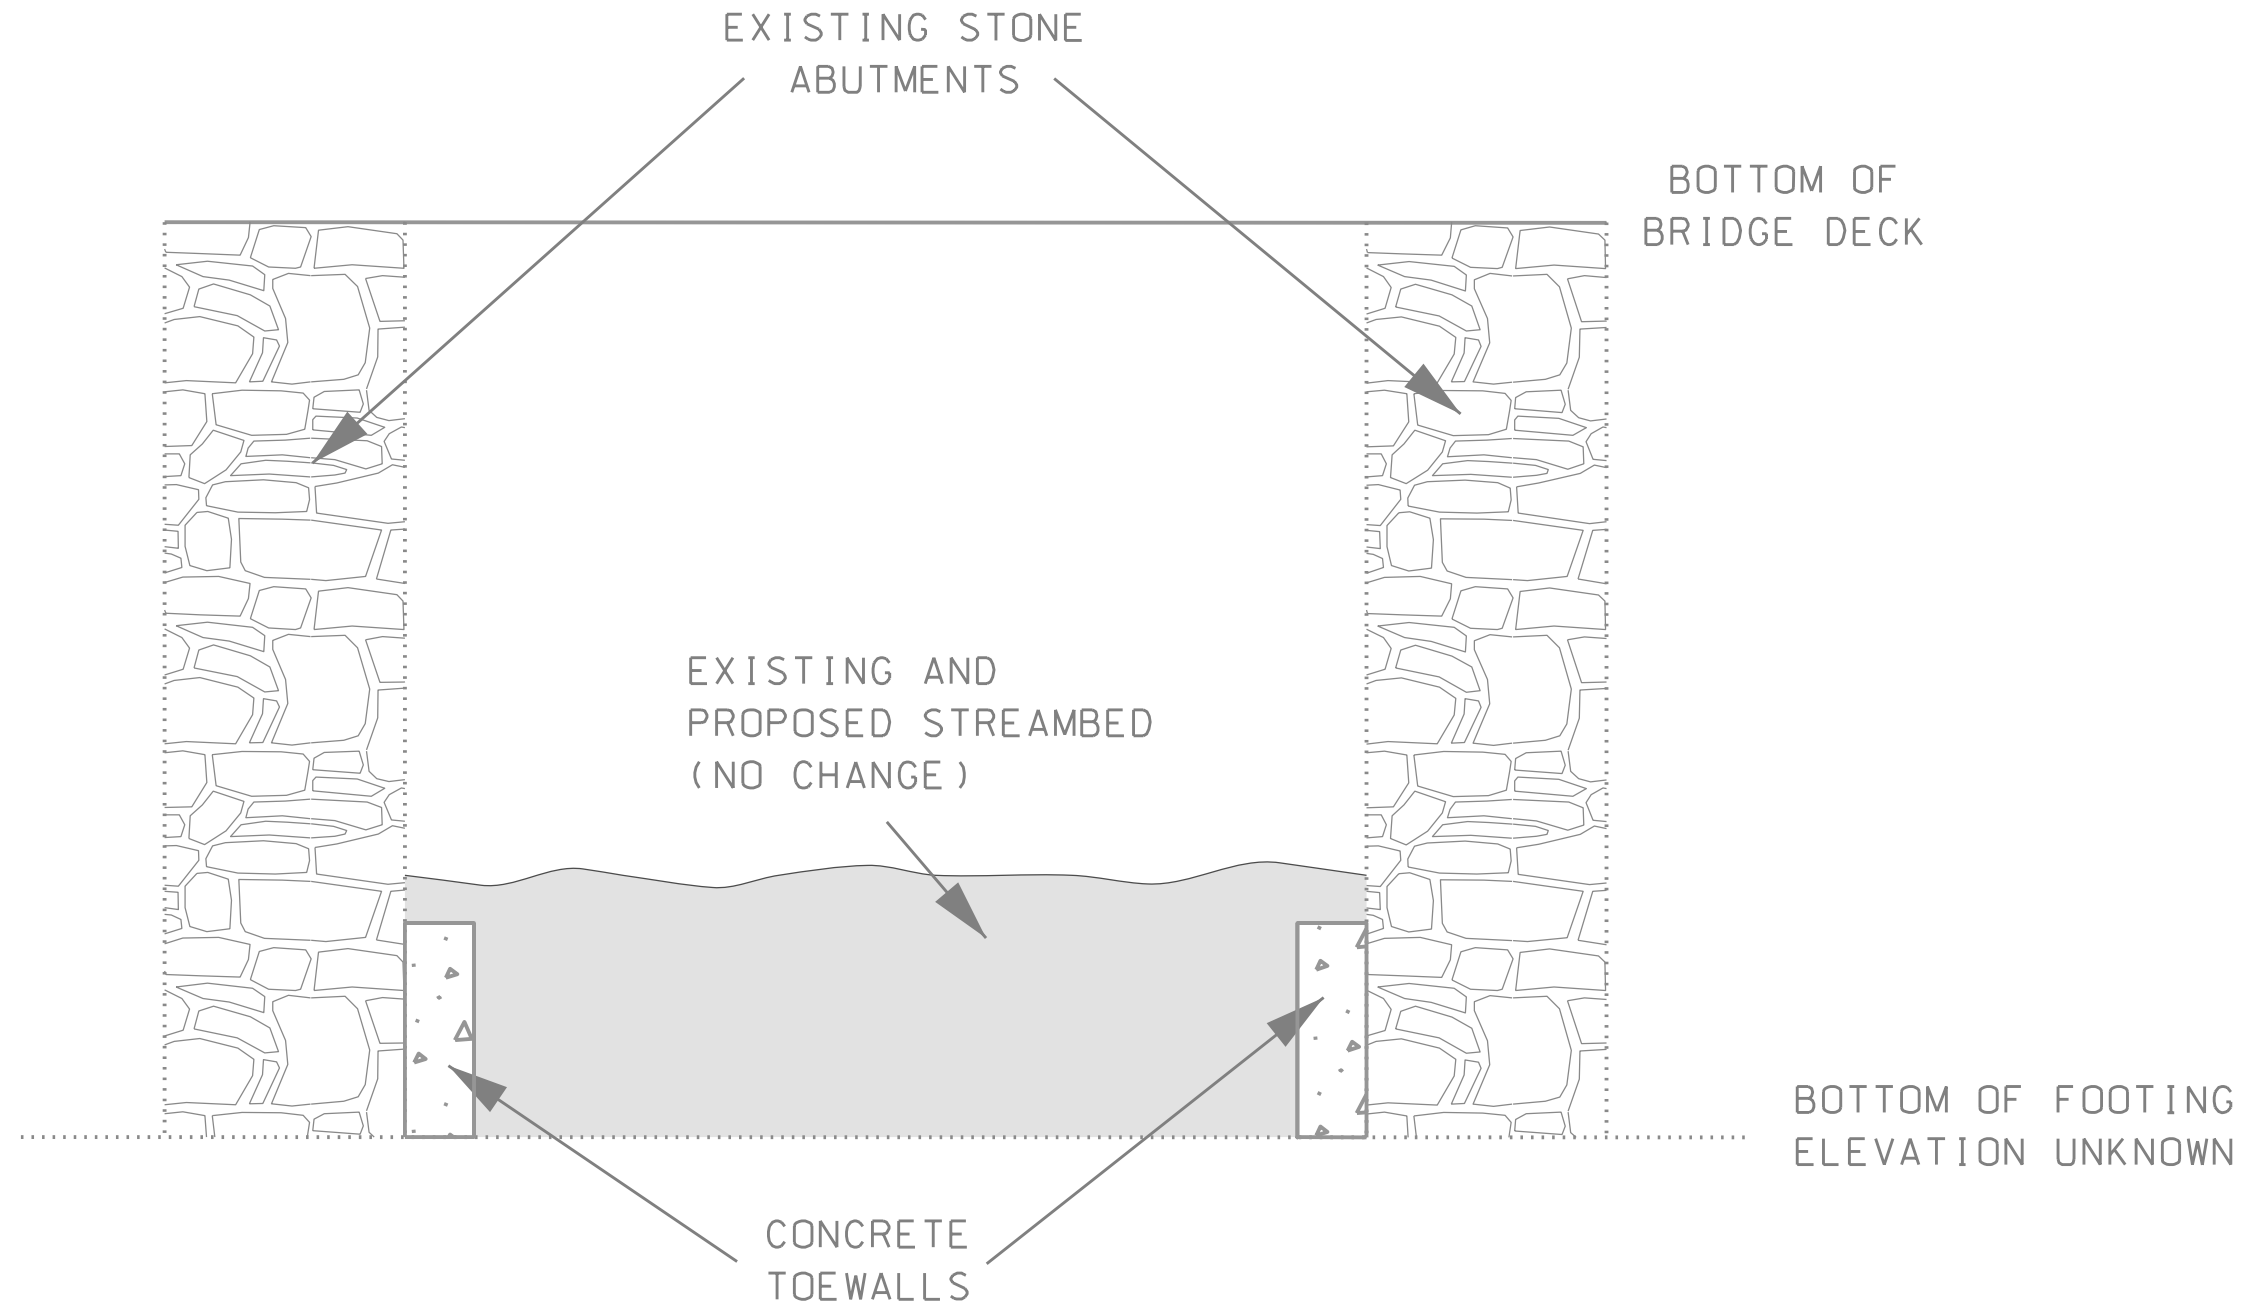 EXISTING STONE
ABUTMENTS
BOTTOM OF
BRIDGE DECK
EXISTING AND
PROPOSED STREAMBED
(NO CHANGE)
BOTTOM OF FOOTING
ELEVATION UNKNOWN
CONCRETE
TOEWALLS